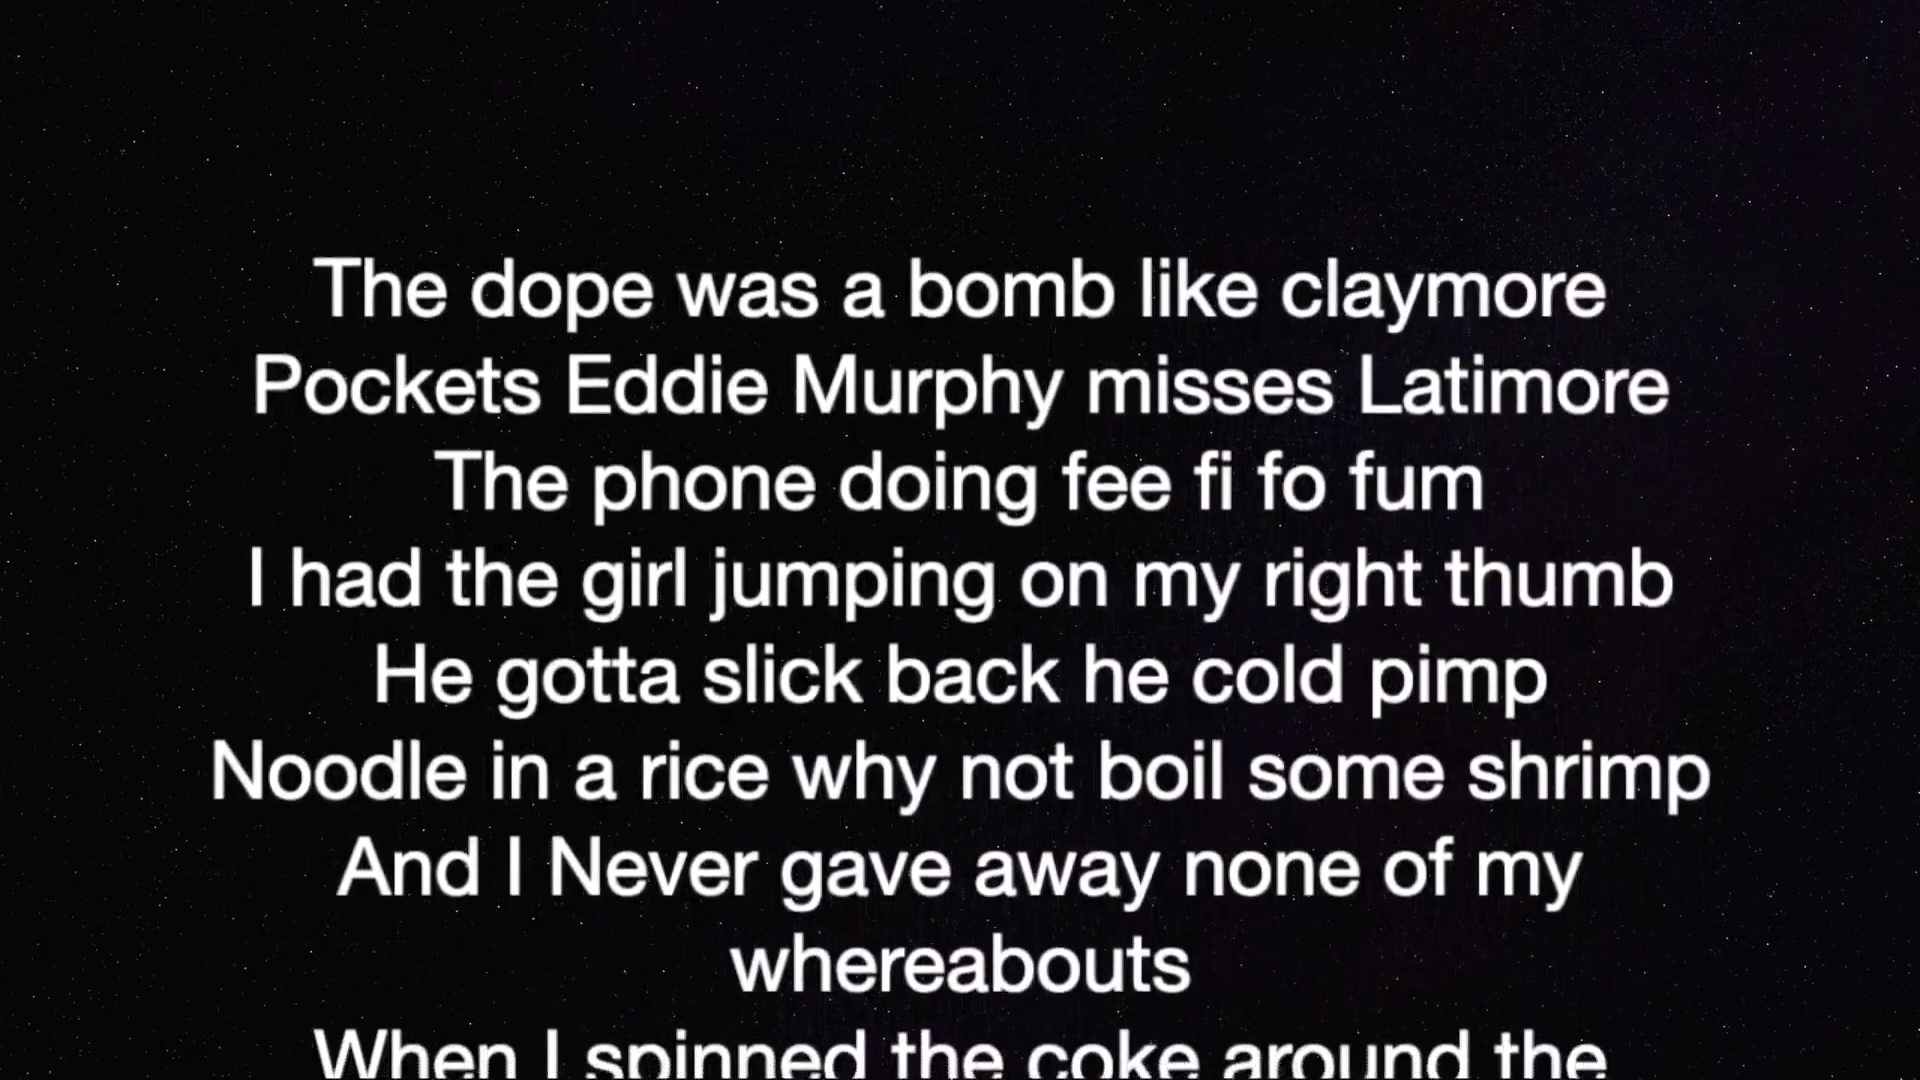 The dope was a bomb like claymore
Pockets Eddie Murphy misses Latimore
The phone doing fee fi fo fum
I had the girl jumping on my right thumb
He gotta slick back he cold pimp
Noodle in a rice why not boil some shrimp
And I Never gave away none of my
whereabouts
When I spinned the coke around the